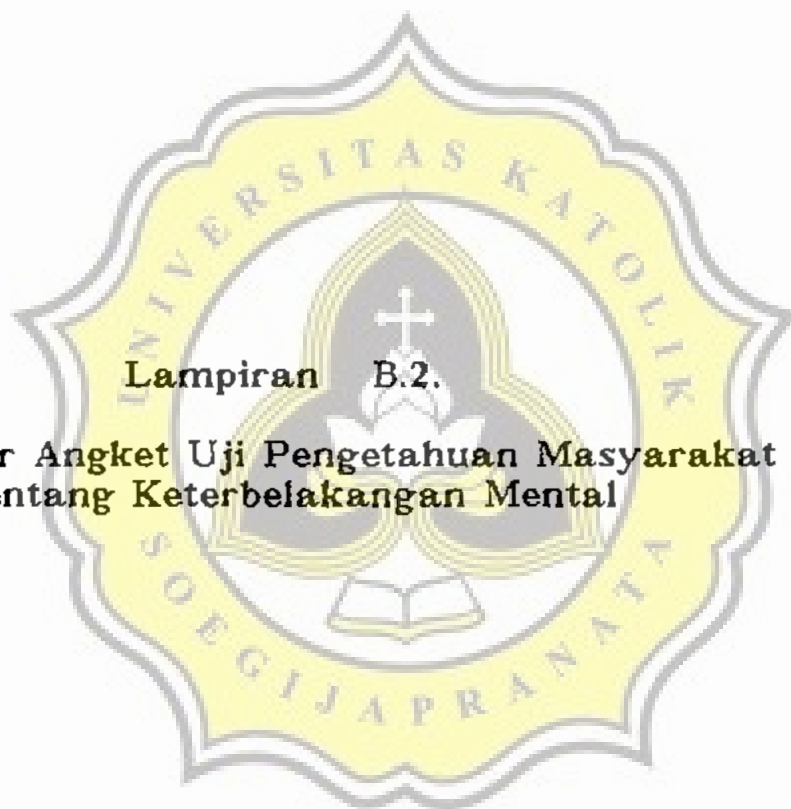 UNIVERSITAS KATOLIK
Lampiran B.2.
r Angket Uji Pengetahuan Masyarakat
entang Keterbelakangan Mental
SOEGIJAPRANATA